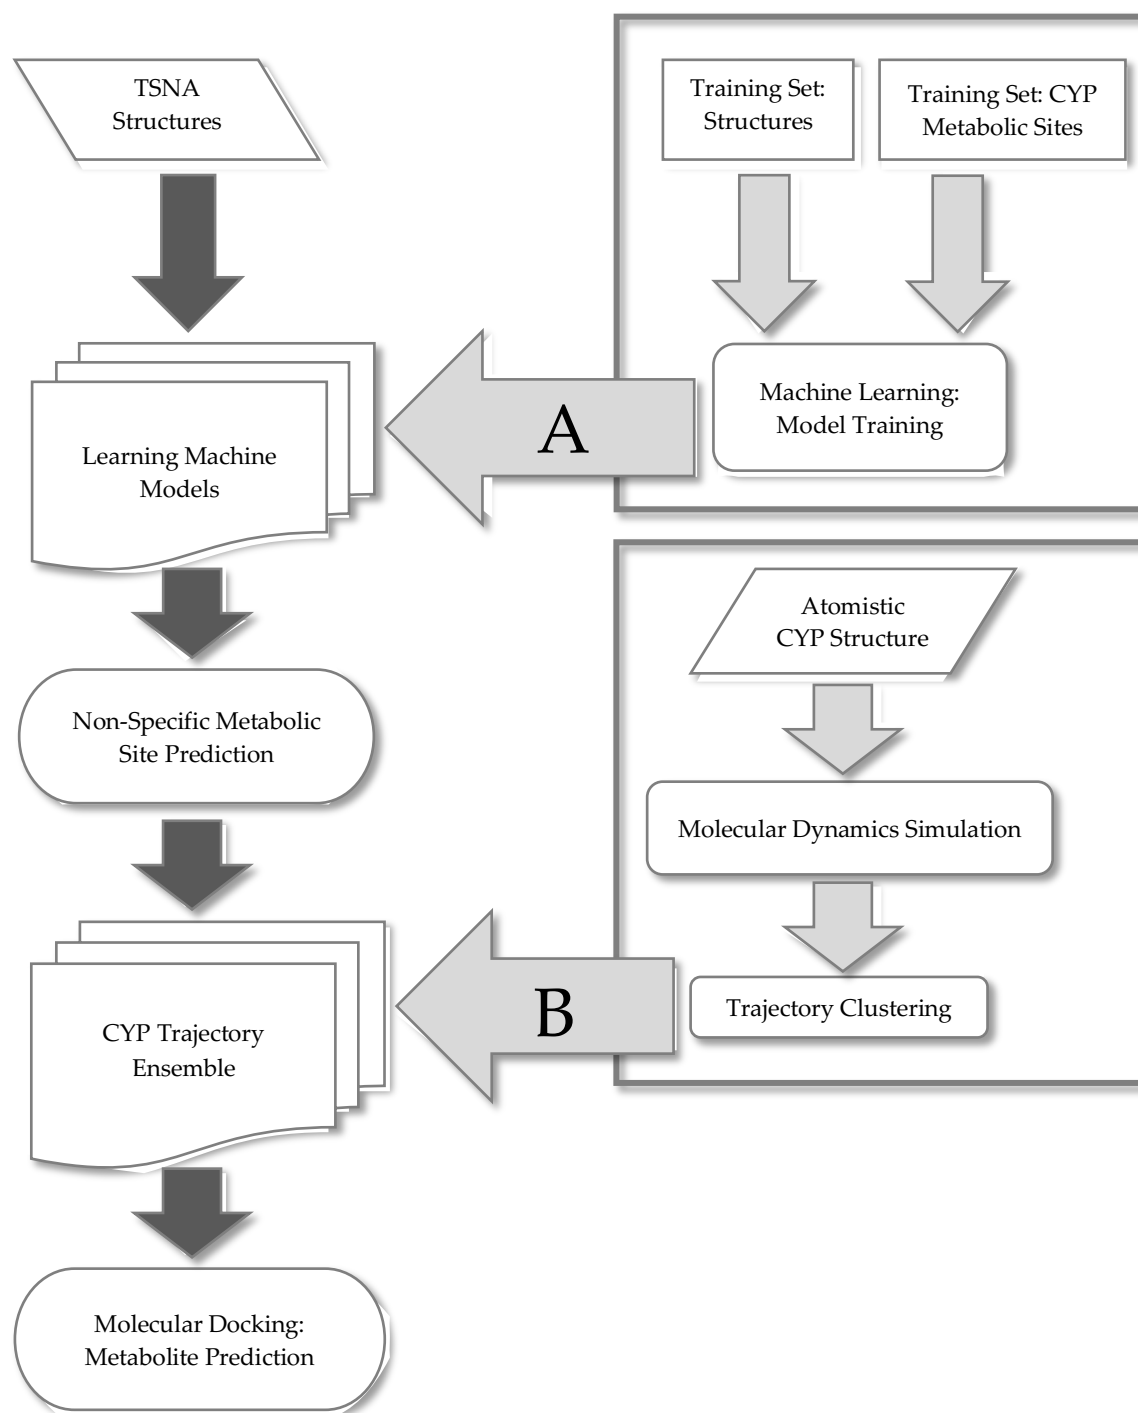 TSNA
Structures
Training Set:
Structures
Training Set: CYP
Metabolic Sites
Machine Learning:
Model Training
A
Learning Machine
Models
Atomistic
CYP Structure
Non-Specific Metabolic
Site Prediction
Molecular Dynamics Simulation
Trajectory Clustering
B
CYP Trajectory
Ensemble
Molecular Docking:
Metabolite Prediction